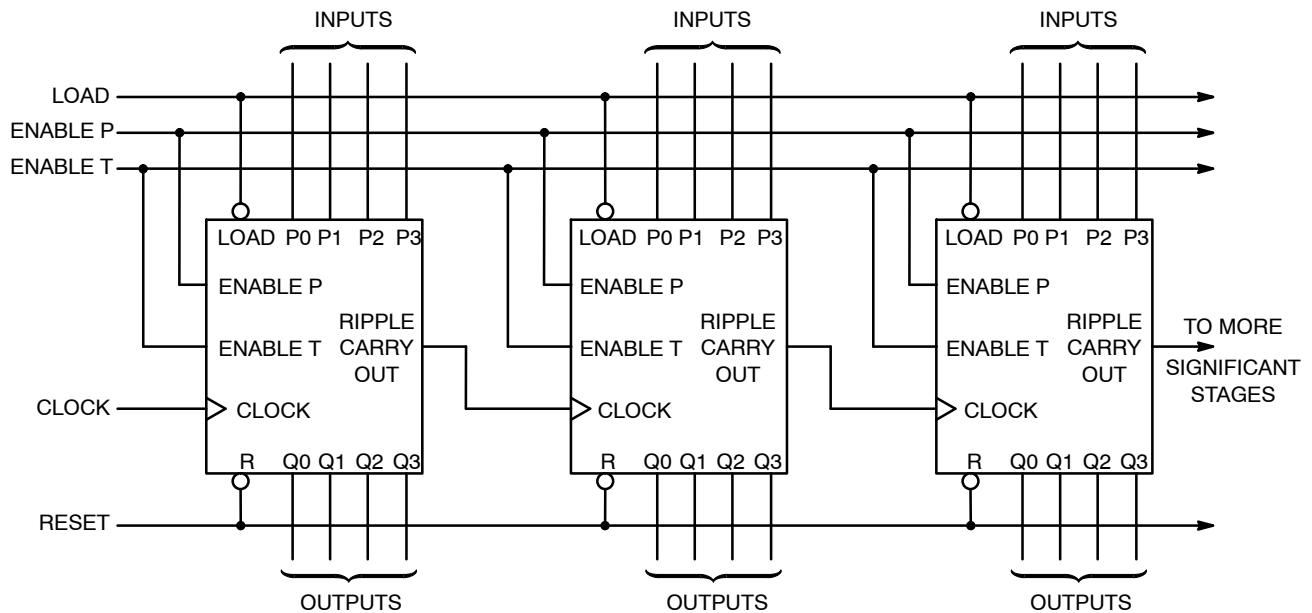 INPUTS INPUTS INPUTS
LOAD
ENABLE P
ENABLE T
LOAD P0 P1 P2 P3
ENABLE P
ENABLE T
RIPPLE
CARRY
OUT
CLOCK
R Q0 Q1 Q2 Q3
LOAD P0 P1 P2 P3
ENABLE P
ENABLE T
RIPPLE
CARRY
OUT
CLOCK
R Q0 Q1 Q2 Q3
LOAD P0 P1 P2 P3
ENABLE P
ENABLE T
RIPPLE
CARRY
OUT
CLOCK
R Q0 Q1 Q2 Q3
TO MORE
SIGNIFICANT
STAGES
CLOCK
RESET
OUTPUTS OUTPUTS OUTPUTS